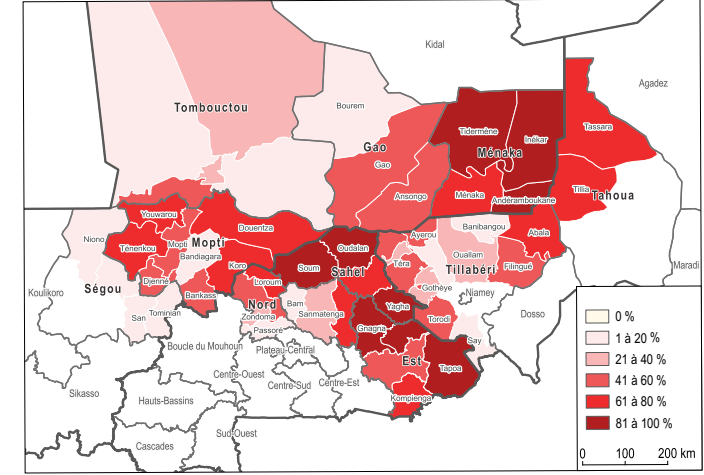 Kidal
Agadez
Bourem
Tombouctou
Tidermène
Tassara
Inékar
Gao
Ménaka
Gao
Tillia
Tahoua
Ansongo
Ménaka
Andéramboukane
Youwarou
Douentza
Banibangou
Abala
Niono
Ténenkou
Mopti
Mopti
Ayerou
Oudalan
Bandiagara
Ouallam
Koro
Soum
Sahel
Téra
Tillabéri
Filingué
Maradi
Koulikoro
Ségou
Djenné
Bankass
Loroum
Gothèye
Niamey
Nord
Bam
Yagha
Dosso
San
Tominian
Zondoma
Sanmatenga
Torodi
Passoré
Gnagna
Say
Boucle du Mouhoun
Plateau-Central
Est
Tapoa
Centre-Ouest
Centre-Sud
Centre-Est
Sikasso
Hauts-Bassins
Kompienga
Sud-Ouest
Cascades
0 %
1 à 20 %
21 à 40 %
41 à 60 %
61 à 80 %
81 à 100 %
0 100 200 km